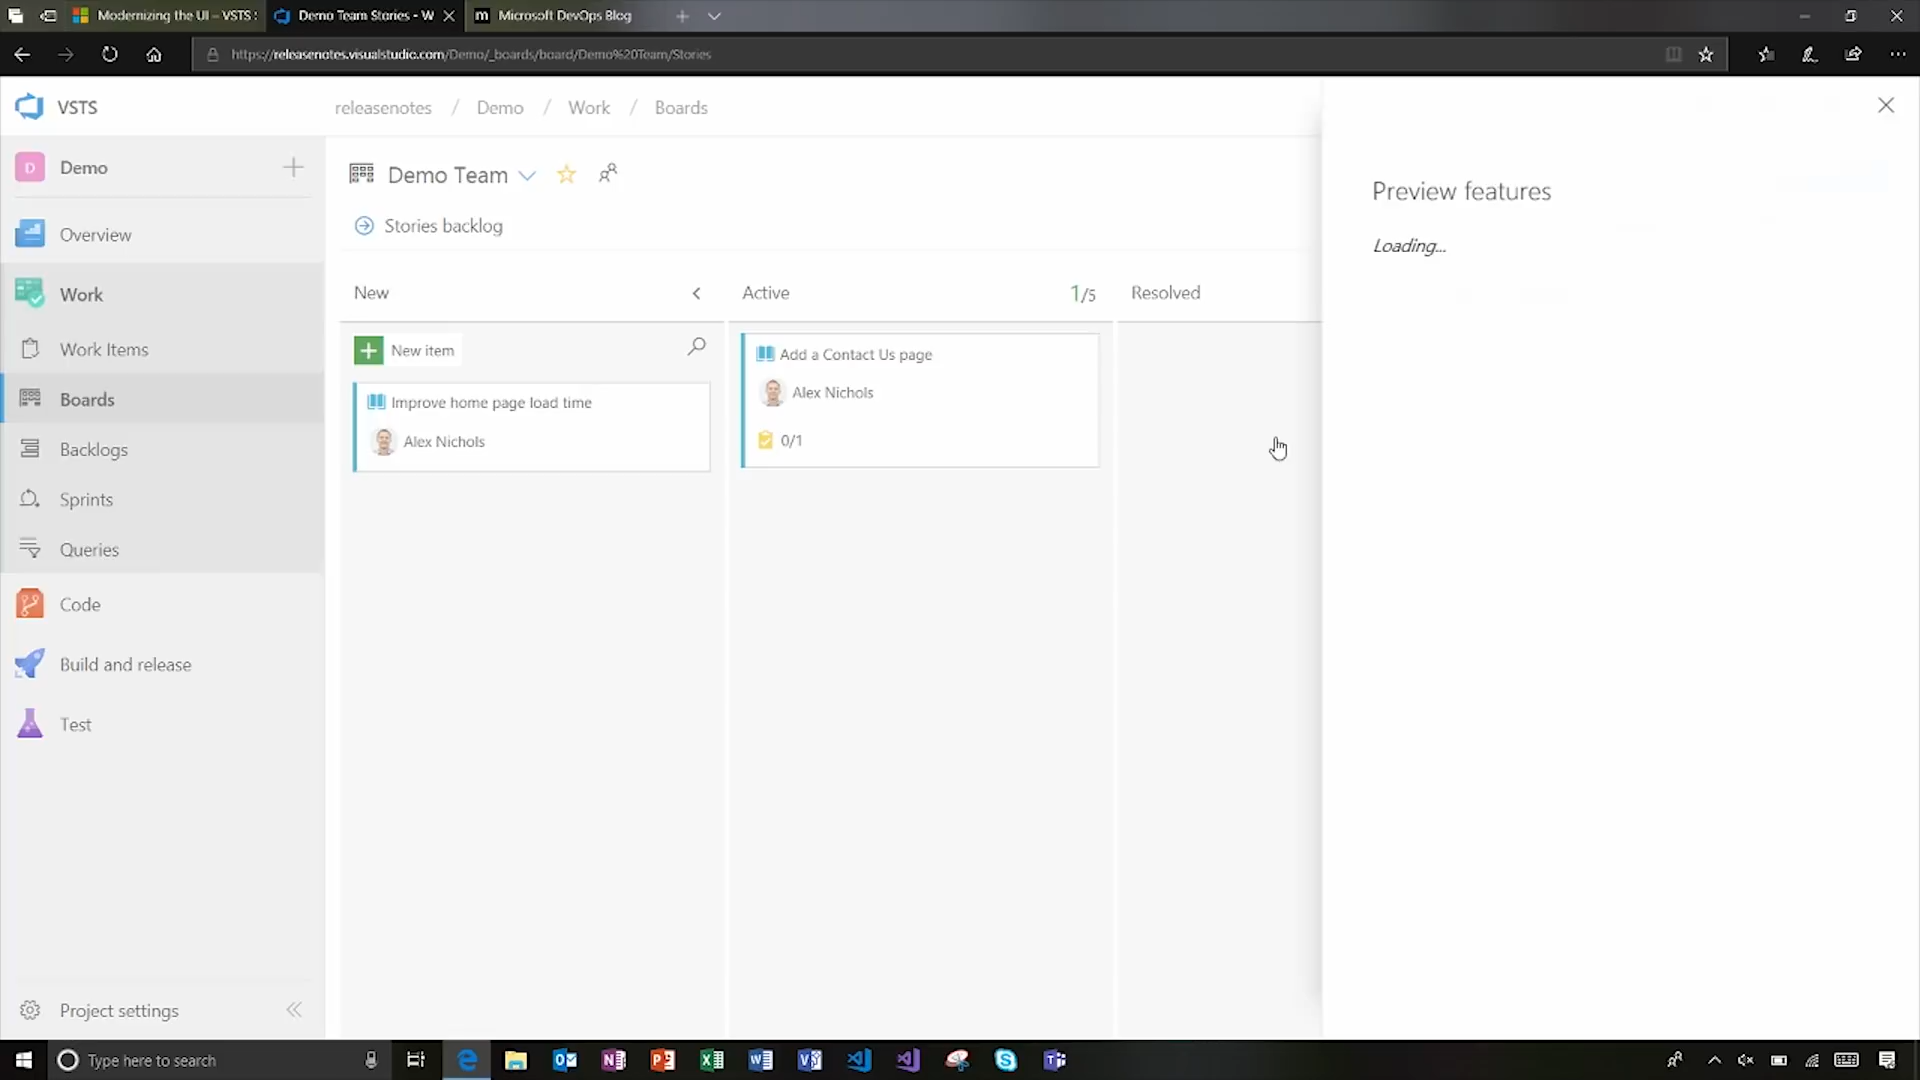 Modernizing the UI – VSTS :
Demo Team Stories - W
Microsoft DevOps Blog
https://releasenotes.visualstudio.com/Demo/_boards/board/Demo%20Team/Stories
VSTS
releasenotes / Demo / Work / Boards
D Demo
Demo Team
Preview features
Overview
Stories backlog
Loading...
Work
New
Active
1/5
Resolved
Work Items
New item
Add a Contact Us page
Boards
Improve home page load time
Alex Nichols
Backlogs
Alex Nichols
0/1
Sprints
Queries
Code
Build and release
Test
Project settings
Type here to search